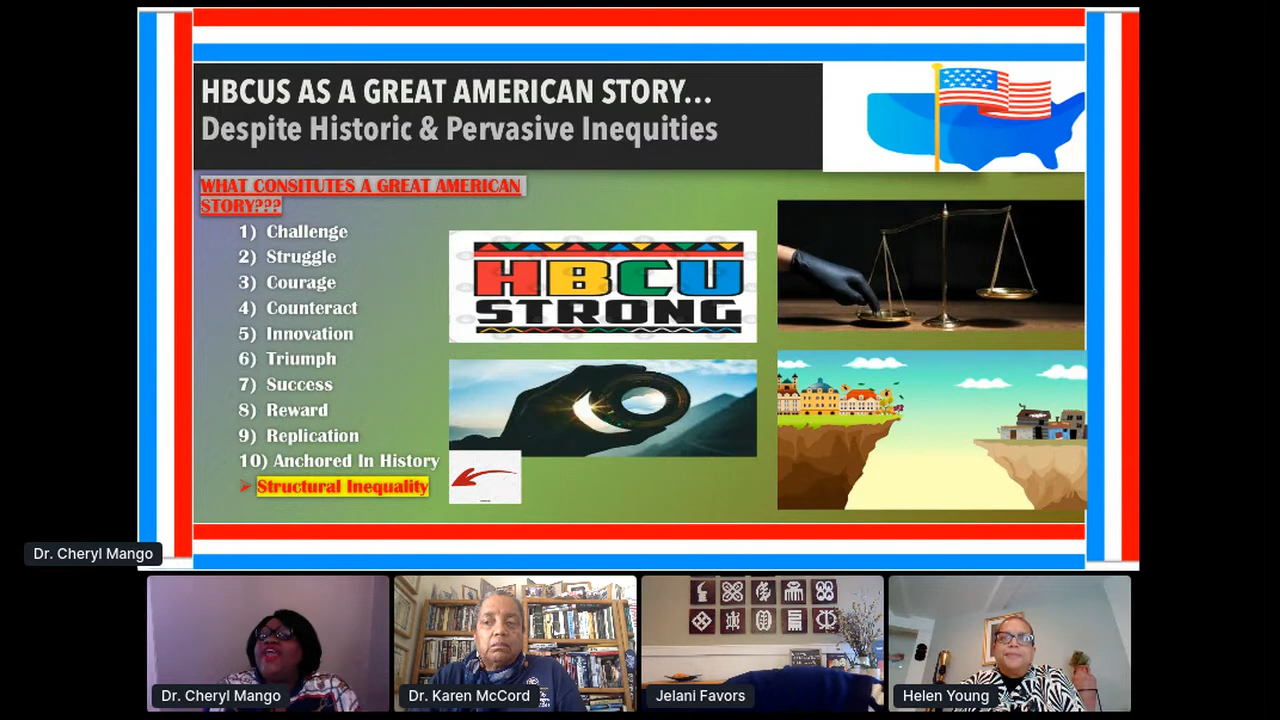 HBCUS AS A GREAT AMERICAN STORY...
Despite Historic & Pervasive Inequities
WHAT CONSITUTES A GREAT AMERICAN
STORY???
1) Challenge
2) Struggle
3) Courage
4) Counteract
5) Innovation
6) Triumph
7) Success
8) Reward
9) Replication
10) Anchored In History
➢ Structural Inequality
HBCU
STRONG
Dr. Cheryl Mango
Dr. Cheryl Mango
Dr. Karen McCord
Jelani Favors
Helen Young